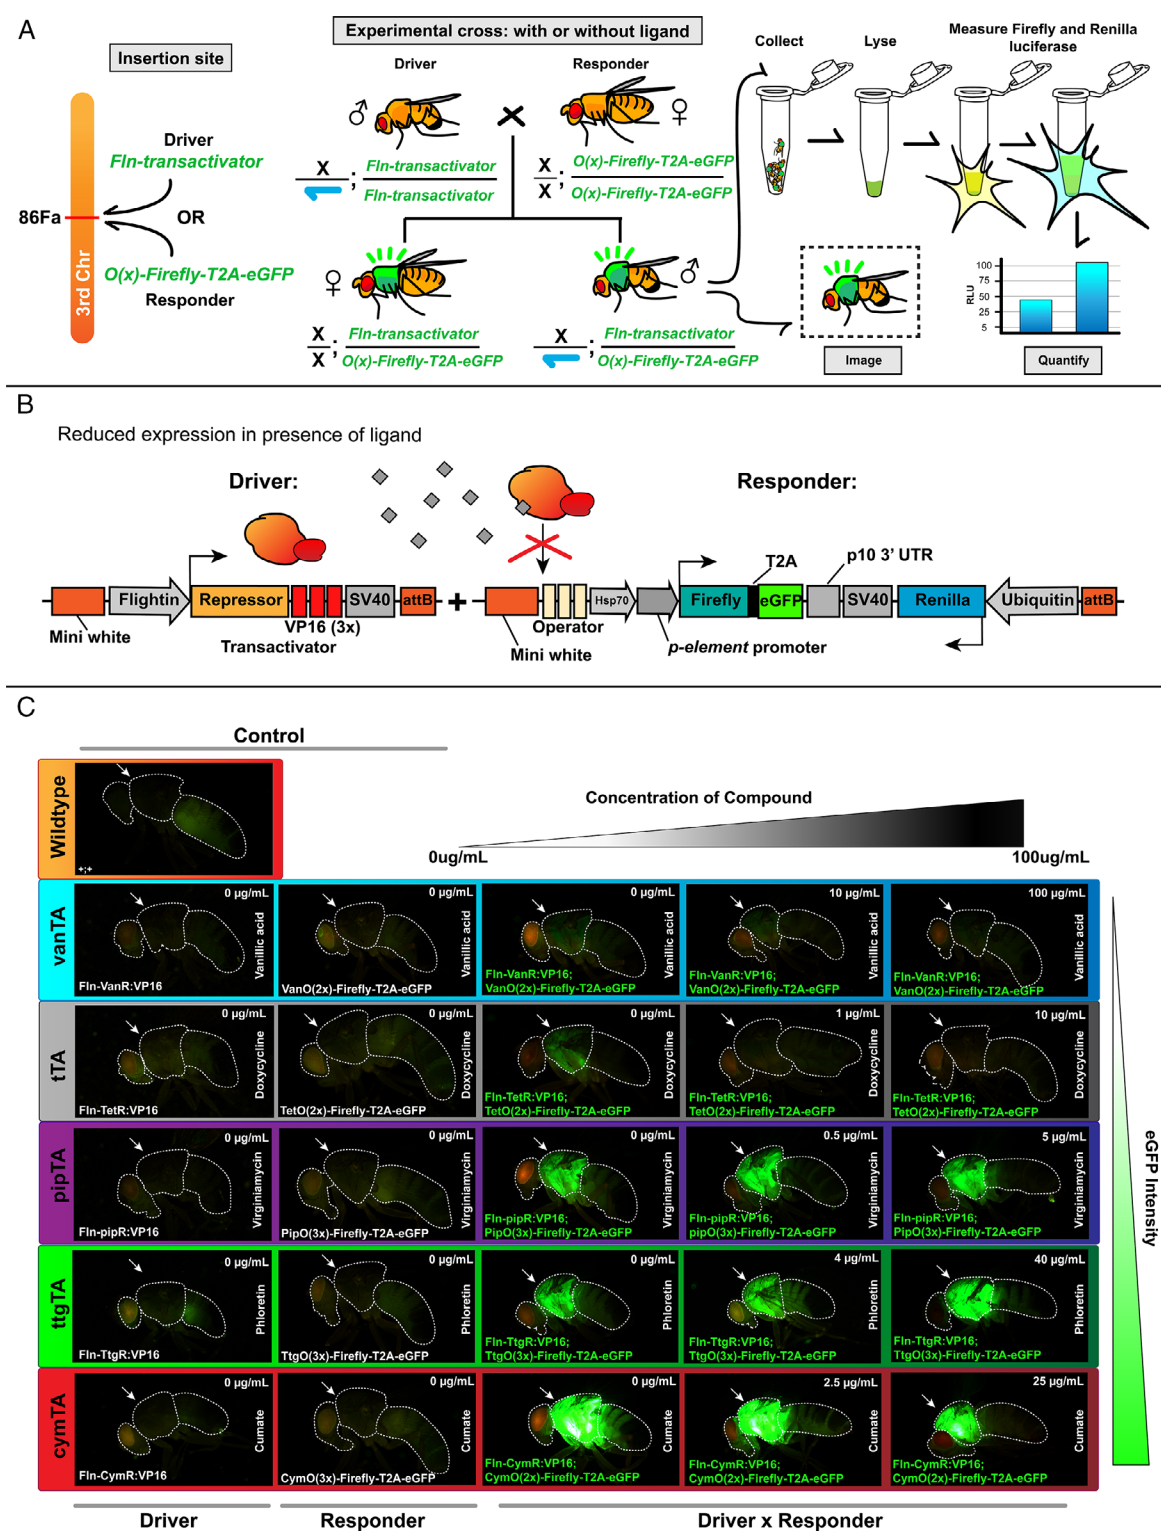 A
Insertion site
Driver
Fln-transactivator
86Fa
OR
O(x)-Firefly-T2A-eGFP
Responder
3rd Chr
Experimental cross: with or without ligand
Driver
Responder
♂
♀
X
;
Fln-transactivator
Fln-transactivator
X
X
;
O(x)-Firefly-T2A-eGFP
O(x)-Firefly-T2A-eGFP
♀
♂
X
X
;
Fln-transactivator
O(x)-Firefly-T2A-eGFP
X
;
Fln-transactivator
O(x)-Firefly-T2A-eGFP
Collect
Lyse
Measure Firefly and Renilla
luciferase
Image
100
75
50
25
5
RLU
Quantify
B
Reduced expression in presence of ligand
Driver:
Responder:
T2A
p10 3' UTR
Flightin
Repressor
SV40
attB
+
Hsp70
Firefly
eGFP
SV40
Renilla
Ubiquitin
attB
Mini white
VP16 (3x)
Transactivator
Operator
Mini white
p-element promoter
C
Control
Wildtype
+;+
Concentration of Compound
0ug/mL
100ug/mL
vanTA
0 µg/mL
Vanillic acid
Fln-VanR:VP16
0 µg/mL
Vanillic acid
VanO(2x)-Firefly-T2A-eGFP
0 µg/mL
Vanillic acid
Fln-VanR:VP16;
VanO(2x)-Firefly-T2A-eGFP
10 µg/mL
Vanillic acid
Fln-VanR:VP16;
VanO(2x)-Firefly-T2A-eGFP
100 µg/mL
Vanillic acid
Fln-VanR:VP16;
VanO(2x)-Firefly-T2A-eGFP
tTA
0 µg/mL
Doxycycline
Fln-TetR:VP16
0 µg/mL
Doxycycline
TetO(2x)-Firefly-T2A-eGFP
0 µg/mL
Doxycycline
Fln-TetR:VP16;
TetO(2x)-Firefly-T2A-eGFP
1 µg/mL
Doxycycline
Fln-TetR:VP16;
TetO(2x)-Firefly-T2A-eGFP
10 µg/mL
Doxycycline
Fln-TetR:VP16;
TetO(2x)-Firefly-T2A-eGFP
pipTA
0 µg/mL
Virginiamycin
Fln-pipR:VP16
0 µg/mL
Virginiamycin
PipO(3x)-Firefly-T2A-eGFP
0 µg/mL
Virginiamycin
Fln-pipR:VP16;
PipO(3x)-Firefly-T2A-eGFP
0.5 µg/mL
Virginiamycin
Fln-pipR:VP16;
pipO(3x)-Firefly-T2A-eGFP
5 µg/mL
Virginiamycin
Fln-pipR:VP16;
PipO(3x)-Firefly-T2A-eGFP
ttgTA
0 µg/mL
Phloretin
Fln-TtgR:VP16
0 µg/mL
Phloretin
TtgO(3x)-Firefly-T2A-eGFP
0 µg/mL
Phloretin
Fln-TtgR:VP16;
TtgO(3x)-Firefly-T2A-eGFP
4 µg/mL
Phloretin
Fln-TtgR:VP16;
TtgO(3x)-Firefly-T2A-eGFP
40 µg/mL
Phloretin
Fln-TtgR:VP16;
TtgO(3x)-Firefly-T2A-eGFP
cymTA
0 µg/mL
Cumate
Fln-CymR:VP16
0 µg/mL
Cumate
CymO(3x)-Firefly-T2A-eGFP
0 µg/mL
Cumate
Fln-CymR:VP16;
CymO(2x)-Firefly-T2A-eGFP
2.5 µg/mL
Cumate
Fln-CymR:VP16;
CymO(2x)-Firefly-T2A-eGFP
25 µg/mL
Cumate
Fln-CymR:VP16;
CymO(2x)-Firefly-T2A-eGFP
eGFP Intensity
Driver
Responder
Driver x Responder